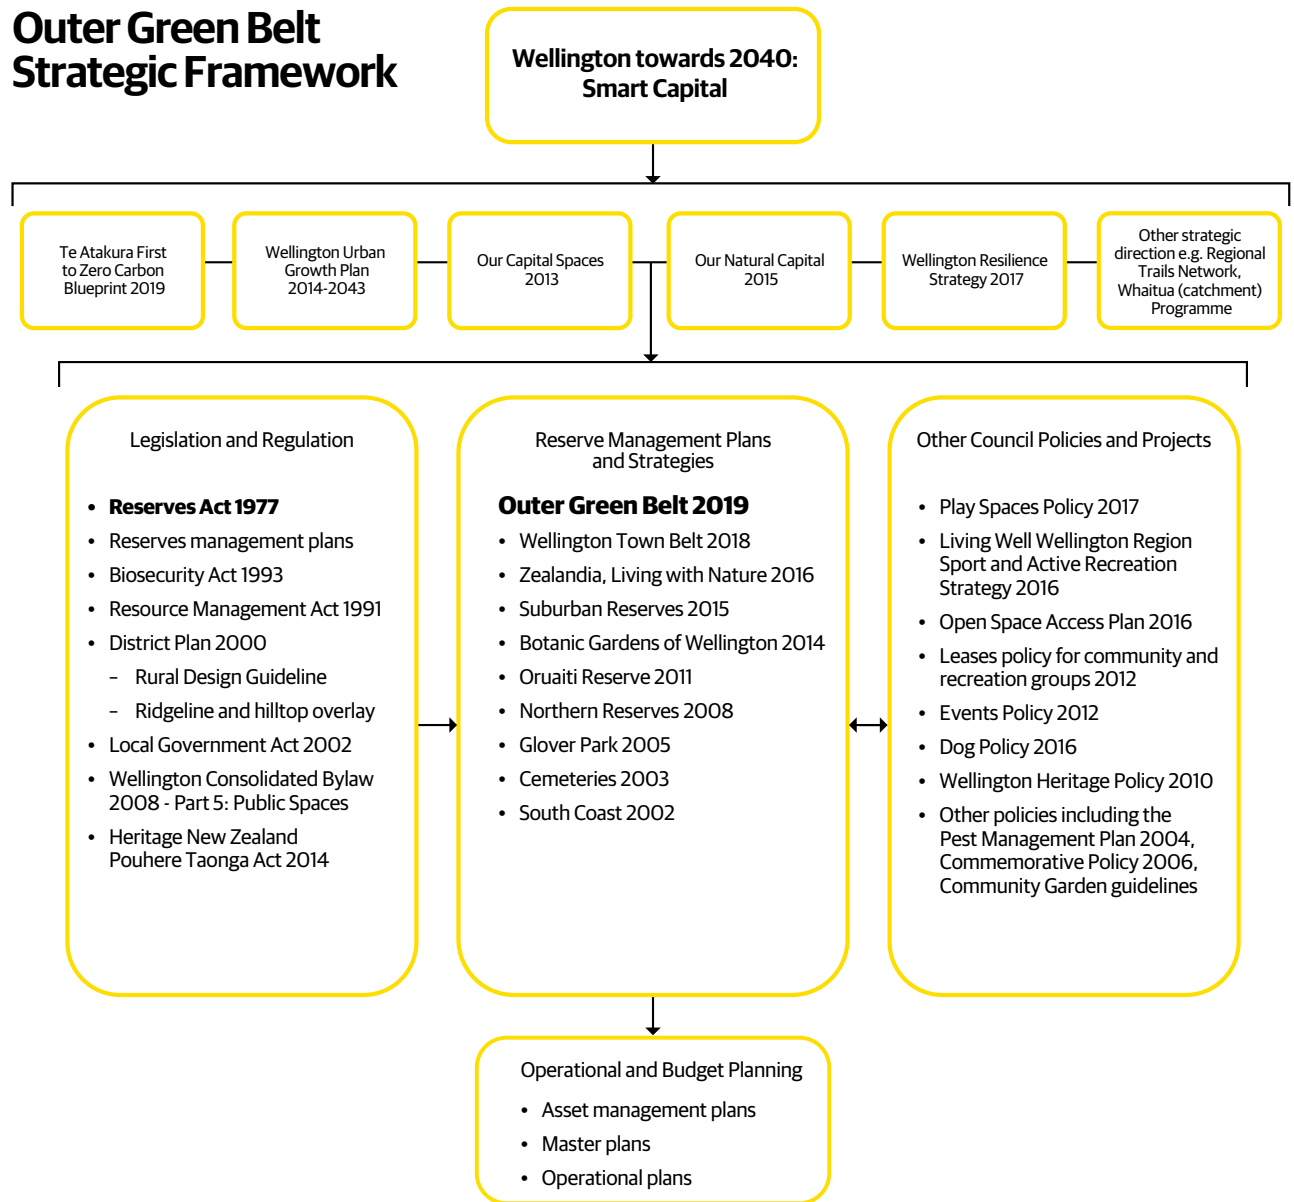 Outer Green Belt
Strategic Framework
Wellington towards 2040:
Smart Capital
Te Atakura First
to Zero Carbon
Blueprint 2019
Wellington Urban
Growth Plan
2014-2043
Our Capital Spaces
2013
Our Natural Capital
2015
Wellington Resilience
Strategy 2017
Other strategic
direction e.g. Regional
Trails Network,
Whaitua (catchment)
Programme
Legislation and Regulation
• Reserves Act 1977
• Reserves management plans
• Biosecurity Act 1993
• Resource Management Act 1991
• District Plan 2000
– Rural Design Guideline
– Ridgeline and hilltop overlay
• Local Government Act 2002
• Wellington Consolidated Bylaw
2008 - Part 5: Public Spaces
• Heritage New Zealand
Pouhere Taonga Act 2014
Reserve Management Plans
and Strategies
Outer Green Belt 2019
• Wellington Town Belt 2018
• Zealandia, Living with Nature 2016
• Suburban Reserves 2015
• Botanic Gardens of Wellington 2014
• Oruaiti Reserve 2011
• Northern Reserves 2008
• Glover Park 2005
• Cemeteries 2003
• South Coast 2002
Other Council Policies and Projects
• Play Spaces Policy 2017
• Living Well Wellington Region
Sport and Active Recreation
Strategy 2016
• Open Space Access Plan 2016
• Leases policy for community and
recreation groups 2012
• Events Policy 2012
• Dog Policy 2016
• Wellington Heritage Policy 2010
• Other policies including the
Pest Management Plan 2004,
Commemorative Policy 2006,
Community Garden guidelines
Operational and Budget Planning
• Asset management plans
• Master plans
• Operational plans